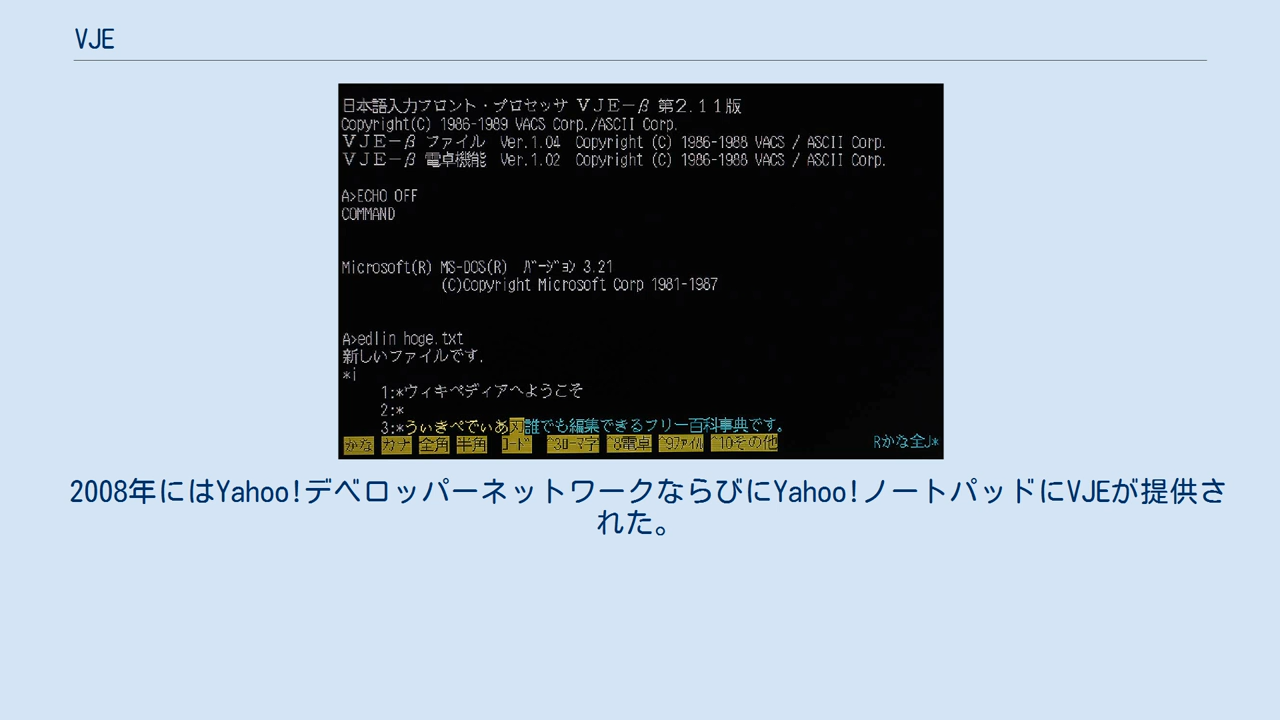 VJE
日本語入力フロント・プロセッサ ＶＪＥ－β 第２．１１版
Copyright(C) 1986-1989 VACS Corp./ASCII Corp.
ＶＪＥ－β ファイル Ver.1.04 Copyright (C) 1986-1988 VACS / ASCII Corp.
ＶＪＥ－β 電卓機能 Ver.1.02 Copyright (C) 1986-1988 VACS / ASCII Corp.
A>ECHO OFF
COMMAND
Microsoft(R) MS-DOS(R) ﾊﾞｰｼﾞｮﾝ 3.21
(C)Copyright Microsoft Corp 1981-1987
A>edlin hoge.txt
新しいファイルです．
*i
1:*ウィキペディアへようこそ
2:*
3:*うぃきぺでぃあ 誰でも編集できるフリー百科事典です。
かな カナ 全角 半角 ｺｰﾄﾞ ^3ﾛｰﾏ字 ^8電卓 ^9ﾌｧｲﾙ ^10その他 Rかな全J*
2008年にはYahoo!デベロッパーネットワークならびにYahoo!ノートパッドにVJEが提供さ
れた。